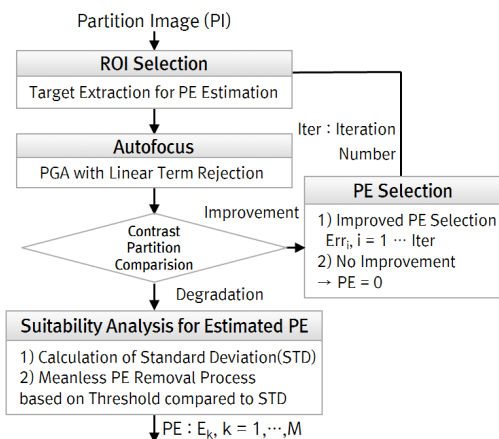 Partition Image (PI)
ROI Selection
Target Extraction for PE Estimation
Iter : Iteration
Number
Autofocus
PGA with Linear Term Rejection
PE Selection
1) Improved PE Selection
Erri, i = 1 ··· Iter
2) No Improvement
→ PE = 0
Improvement
Contrast
Partition
Comparision
Degradation
Suitability Analysis for Estimated PE
1) Calculation of Standard Deviation(STD)
2) Meanless PE Removal Process
based on Threshold compared to STD
PE : Ek, k = 1,···,M